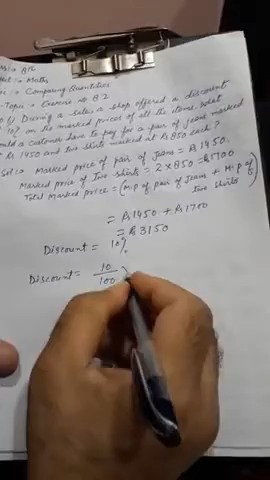 : Maths
: Comparing Quantities
-Topic :- Exercise :- 8.2
During a sale, a shop offered a discount
10% on the marked prices of all the items. What
a customer have to pay for a pair of jeans marked
₹ 1450 and two shirts marked at ₹ 850 each?
Sol:- Marked price of pair of jeans = ₹1450.
Marked price of Two shirts = 2 × 850 = ₹1700
Total Marked price = (M.p of pair of jeans + M.p of two shirts)
= ₹1450 + ₹1700
= ₹3150
Discount = 10%
Discount = 10/100